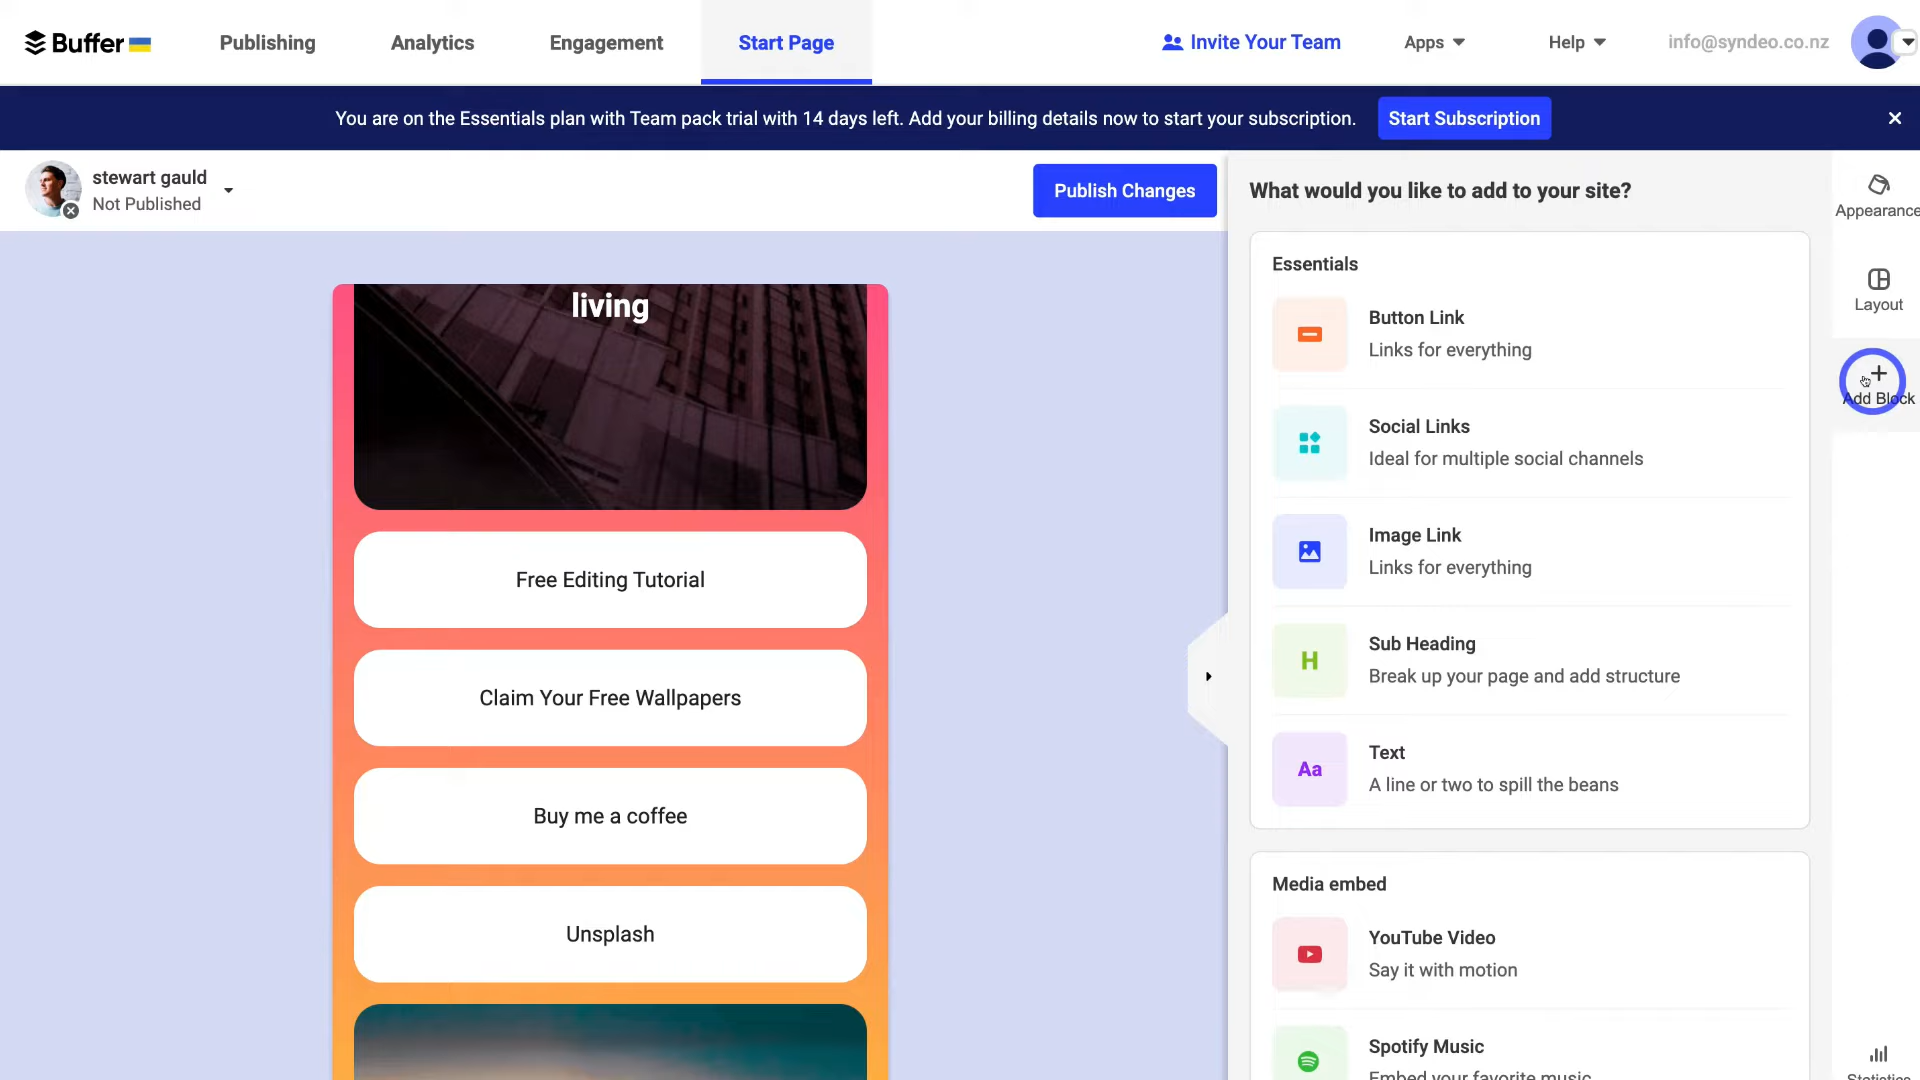 Buffer
Publishing
Analytics
Engagement
Start Page
Invite Your Team
Apps
Help
info@syndeo.co.nz
You are on the Essentials plan with Team pack trial with 14 days left. Add your billing details now to start your subscription.
Start Subscription
stewart gauld
Not Published
Publish Changes
living
Free Editing Tutorial
Claim Your Free Wallpapers
Buy me a coffee
Unsplash
What would you like to add to your site?
Essentials
Button Link
Links for everything
Social Links
Ideal for multiple social channels
Image Link
Links for everything
H
Sub Heading
Break up your page and add structure
Aa
Text
A line or two to spill the beans
Media embed
YouTube Video
Say it with motion
Spotify Music
Embed your favorite music
Appearance
Layout
Add Block
Statistics